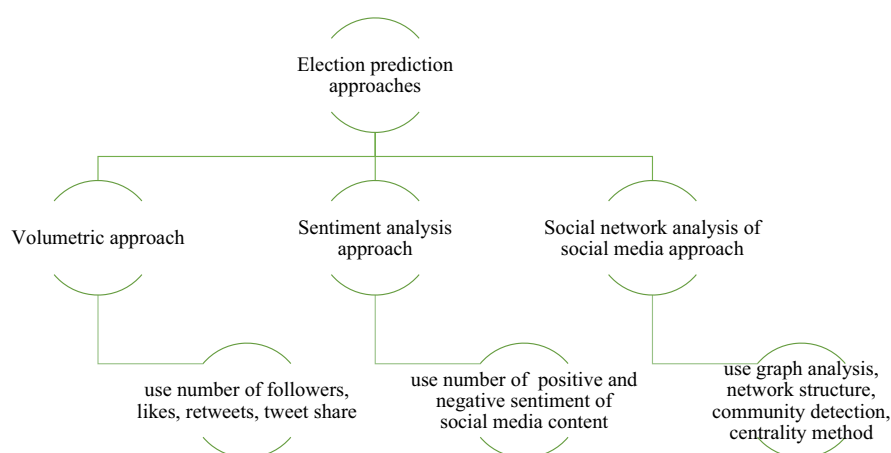 Election prediction
approaches
Volumetric approach
Sentiment analysis
approach
Social network analysis of
social media approach
use number of followers,
likes, retweets, tweet share
use number of positive and
negative sentiment of
social media content
use graph analysis,
network structure,
community detection,
centrality method